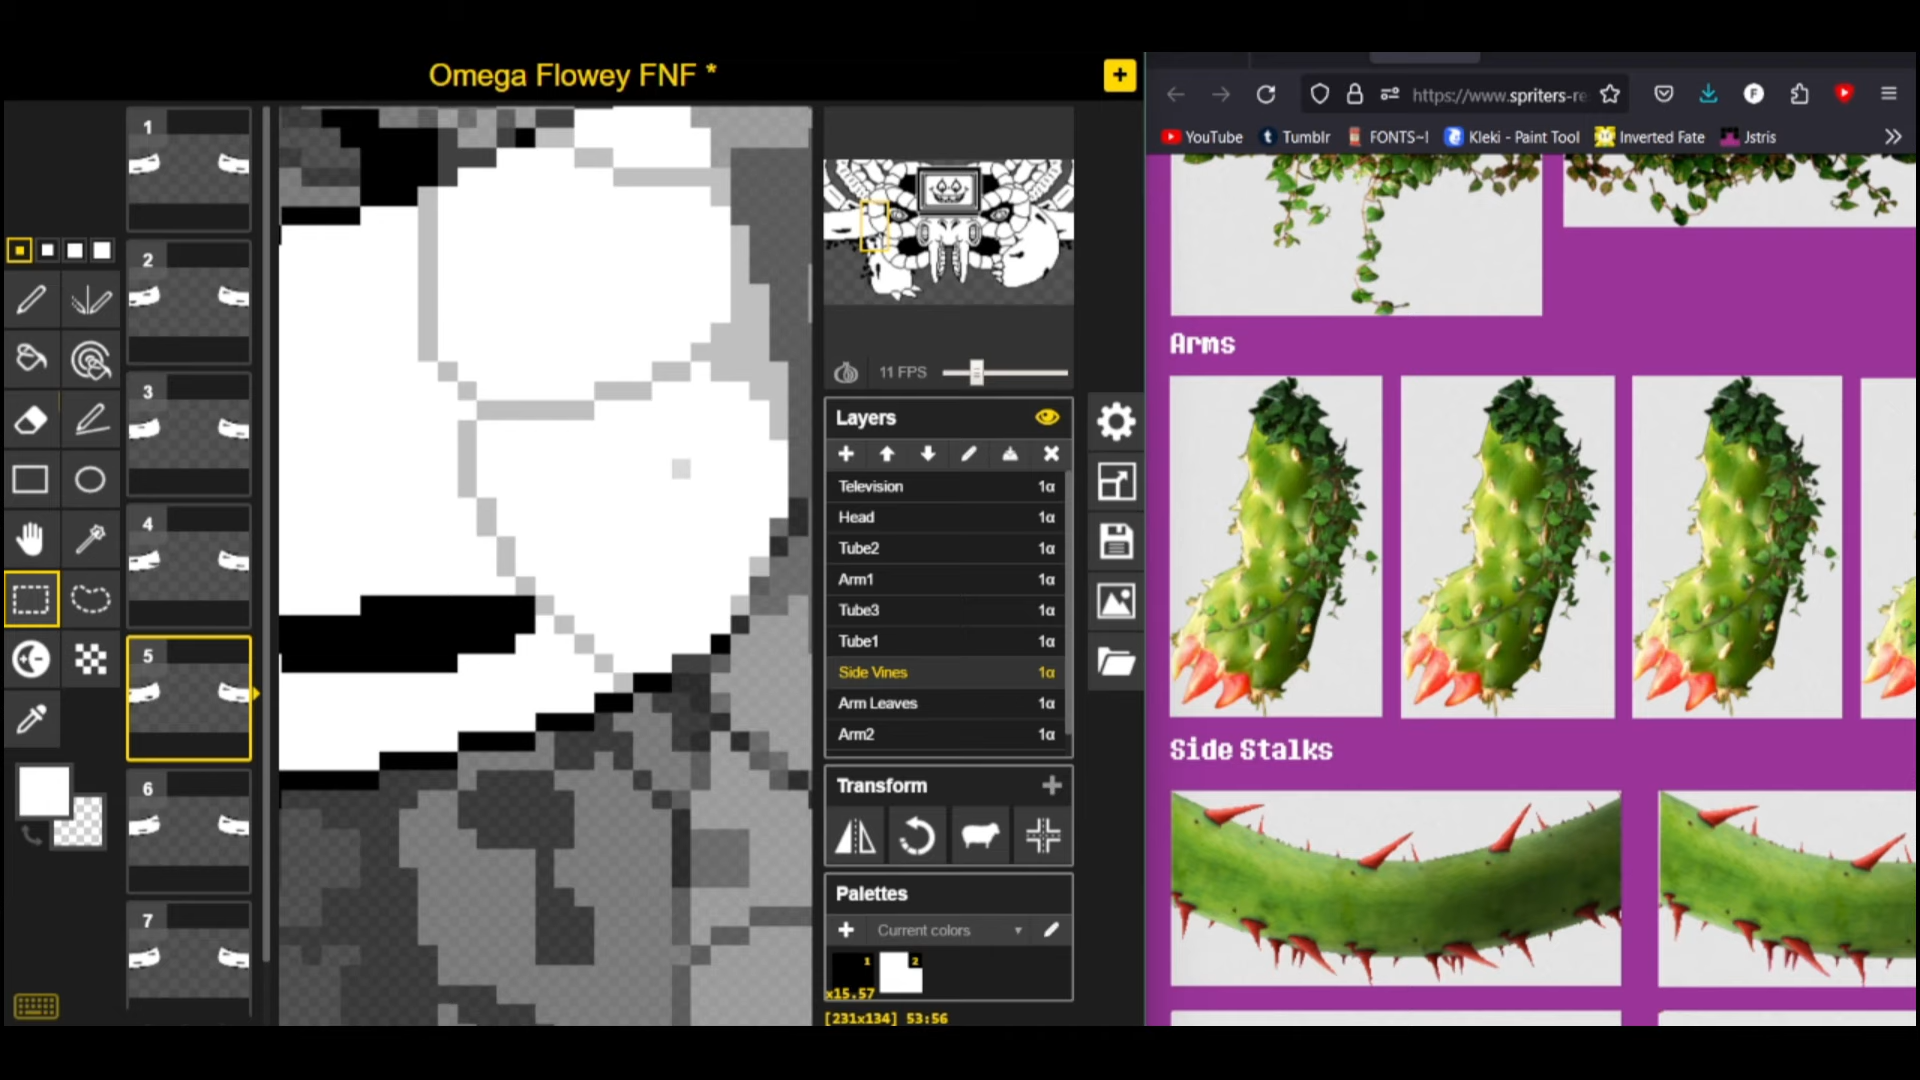 Omega Flowey FNF *
+
1
2
3
4
5
6
7
11 FPS
Layers
Television 1α
Head 1α
Tube2 1α
Arm1 1α
Tube3 1α
Tube1 1α
Side Vines 1α
Arm Leaves 1α
Arm2 1α
Transform
Palettes
Current colors
1 2
x15.57
[231x134] 53:56
https://www.spriters-re
YouTube Tumblr FONTS~! Kleki - Paint Tool Inverted Fate Jstris
Arms
Side Stalks